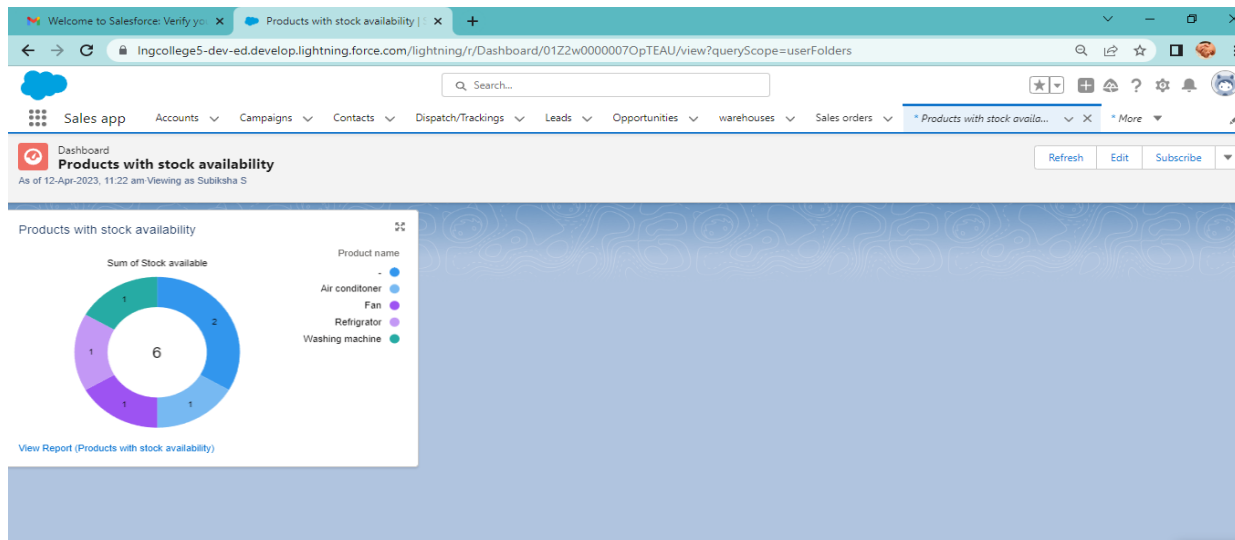 Welcome to Salesforce: Verify yo
Products with stock availability | S
lngcollege5-dev-ed.develop.lightning.force.com/lightning/r/Dashboard/01Z2w0000007OpTEAU/view?queryScope=userFolders
Search...
Sales app Accounts Campaigns Contacts Dispatch/Trackings Leads Opportunities warehouses Sales orders * Products with stock availa... * More
Dashboard
Products with stock availability
As of 12-Apr-2023, 11:22 am·Viewing as Subiksha S
Refresh Edit Subscribe
Products with stock availability
Sum of Stock available
Product name
-
Air conditoner
Fan
Refrigrator
Washing machine
1
2
1
6
1
1
View Report (Products with stock availability)